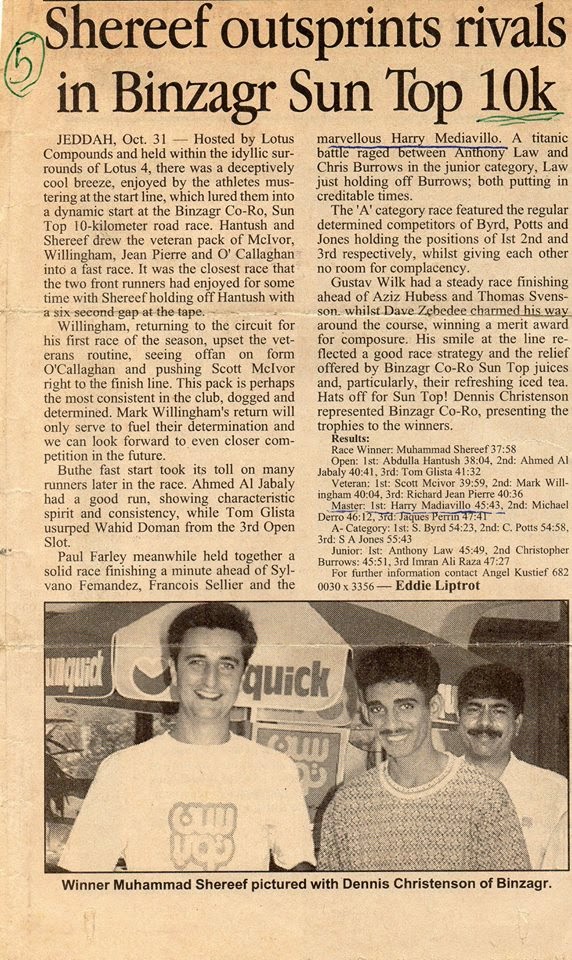 5
Shereef outsprints rivals
in Binzagr Sun Top 10k
JEDDAH, Oct. 31 — Hosted by Lotus
Compounds and held within the idyllic sur-
rounds of Lotus 4, there was a deceptively
cool breeze, enjoyed by the athletes mus-
tering at the start line, which lured them into
a dynamic start at the Binzagr Co-Ro, Sun
Top 10-kilometer road race. Hantush and
Shereef drew the veteran pack of McIvor,
Willingham, Jean Pierre and O' Callaghan
into a fast race. It was the closest race that
the two front runners had enjoyed for some
time with Shereef holding off Hantush with
a six second gap at the tape.
Willingham, returning to the circuit for
his first race of the season, upset the vet-
erans routine, seeing offan on form
O'Callaghan and pushing Scott McIvor
right to the finish line. This pack is perhaps
the most consistent in the club, dogged and
determined. Mark Willingham's return will
only serve to fuel their determination and
we can look forward to even closer com-
petition in the future.
Buthe fast start took its toll on many
runners later in the race. Ahmed Al Jabaly
had a good run, showing characteristic
spirit and consistency, while Tom Glista
usurped Wahid Doman from the 3rd Open
Slot.
Paul Farley meanwhile held together a
solid race finishing a minute ahead of Syl-
vano Femandez, Francois Sellier and the
marvellous Harry Mediavillo. A titanic
battle raged between Anthony Law and
Chris Burrows in the junior category, Law
just holding off Burrows; both putting in
creditable times.
The 'A' category race featured the regular
determined competitors of Byrd, Potts and
Jones holding the positions of Ist 2nd and
3rd respectively, whilst giving each other
no room for complacency.
Gustav Wilk had a steady race finishing
ahead of Aziz Hubess and Thomas Svens-
son. whilst Dave Zebedee charmed his way
around the course, winning a merit award
for composure. His smile at the line re-
flected a good race strategy and the relief
offered by Binzagr Co-Ro Sun Top juices
and, particularly, their refreshing iced tea.
Hats off for Sun Top! Dennis Christenson
represented Binzagr Co-Ro, presenting the
trophies to the winners.
Results:
Race Winner: Muhammad Shereef 37:58
Open: 1st: Abdulla Hantush 38:04, 2nd: Ahmed Al
Jabaly 40:41, 3rd: Tom Glista 41:32
Veteran: 1st: Scott Mcivor 39:59, 2nd: Mark Will-
ingham 40:04, 3rd: Richard Jean Pierre 40:36
Master: 1st: Harry Madiavillo 45:43, 2nd: Michael
Derro 46:12, 3rd: Jaques Perrin 47:41
A- Category: 1st: S. Byrd 54:23, 2nd: C. Potts 54:58,
3rd: S A Jones 55:43
Junior: Ist: Anthony Law 45:49, 2nd Christopher
Burrows: 45:51, 3rd Imran Ali Raza 47:27
For further information contact Angel Kustief 682
0030 x 3356 — Eddie Liptrot
unquick
quick
سن
توب
سن
توب
Winner Muhammad Shereef pictured with Dennis Christenson of Binzagr.